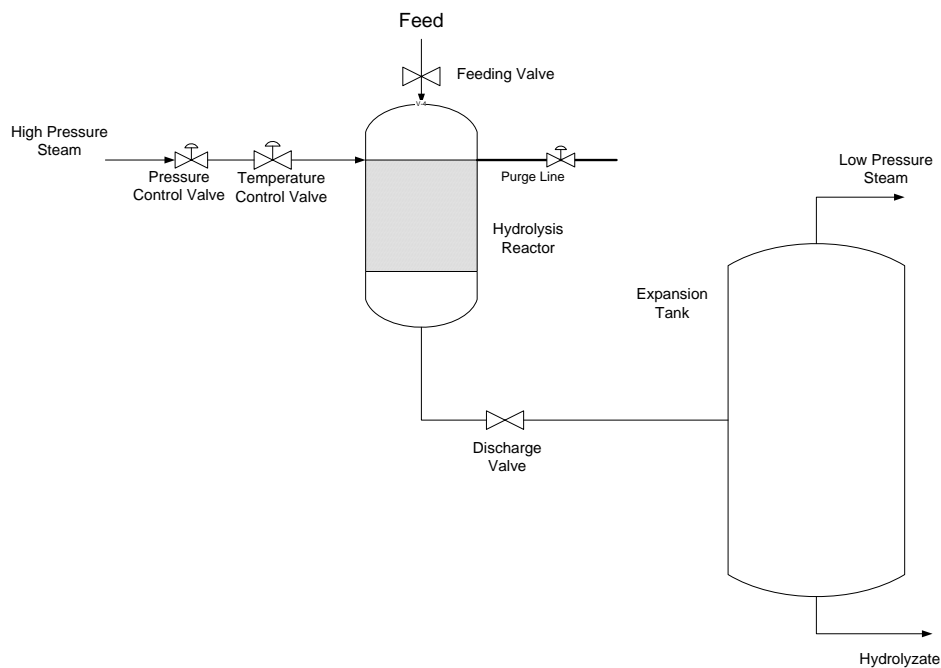 Feed
Feeding Valve
V-4
High Pressure
Steam
Pressure
Control Valve
Temperature
Control Valve
Purge Line
Low Pressure
Steam
Hydrolysis
Reactor
Expansion
Tank
Discharge
Valve
Hydrolyzate